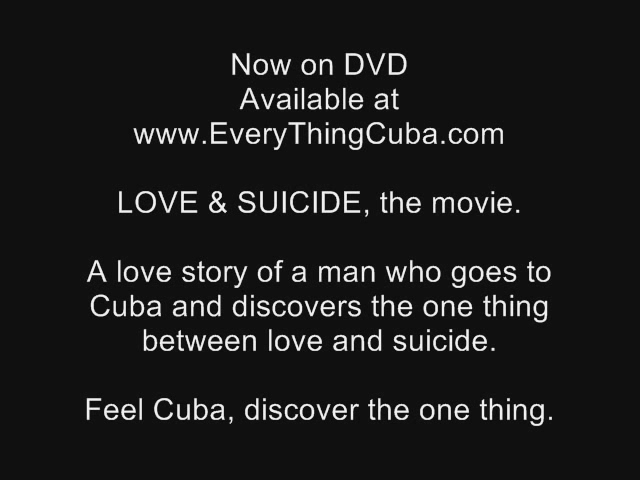 Now on DVD
Available at
www.EveryThingCuba.com
LOVE & SUICIDE, the movie.
A love story of a man who goes to
Cuba and discovers the one thing
between love and suicide.
Feel Cuba, discover the one thing.